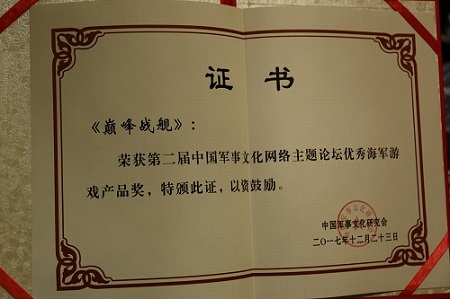 证书
《巅峰战舰》：
荣获第二届中国军事文化网络主题论坛优秀海军游
戏产品奖，特颁此证，以资鼓励。
中国军事文化研究会
二〇一七年十二月二十三日